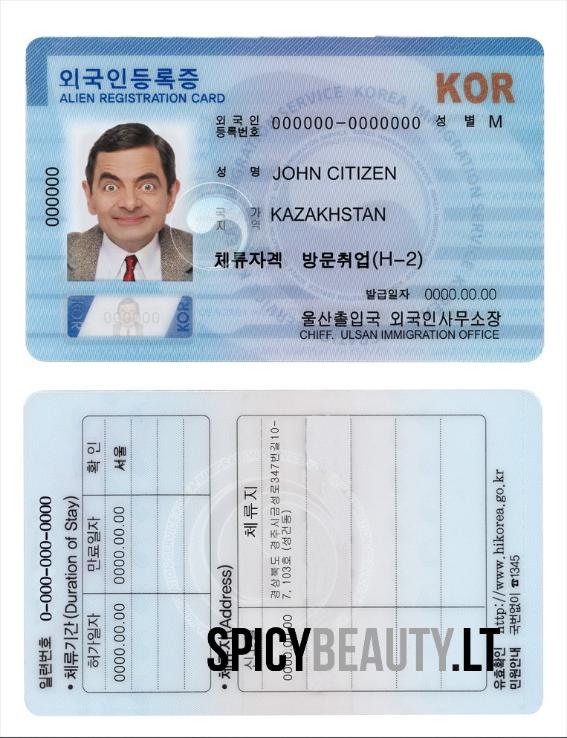 외국인등록증
ALIEN REGISTRATION CARD
KOR
외국인
등록번호 000000-0000000 성 별 M
성 명 JOHN CITIZEN
국 가
지 역 KAZAKHSTAN
체류자격 방문취업(H-2)
발급일자 0000.00.00
울산출입국 외국인사무소장
CHIFF, ULSAN IMMIGRATION OFFICE
000000
KOR 000000 KOR
SERVICE KOREA IMMIGRATION SERVICE
일련번호 0-000-000-0000
• 체류기간 (Duration of Stay)
허가일자 만료일자 확 인
0000.00.00 0000.00.00 서울
• 체류지 (Address)
신 체류지
0000.00.00 경상북도 경주시금성로347번길10-
7, 103호 (성건동)
유효확인 http://www.hikorea.go.kr
민원안내 국번없이 ☎1345
SPICYBEAUTY.LT